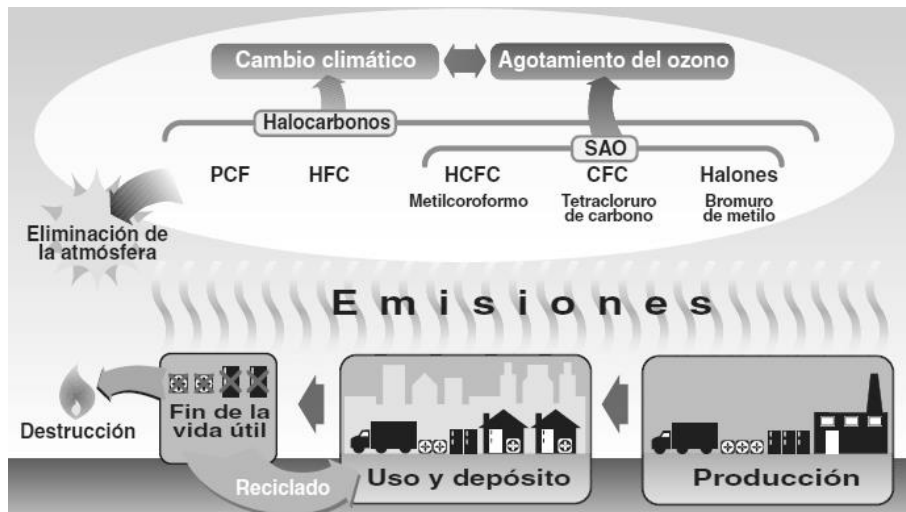 Cambio climático
Agotamiento del ozono
Halocarbonos
SAO
PCF
HFC
HCFC
CFC
Halones
Metilcoroformo
Tetracloruro
de carbono
Bromuro
de metilo
Eliminación de
la atmósfera
Emisiones
Destrucción
Fin de la
vida útil
Reciclado
Uso y depósito
Producción